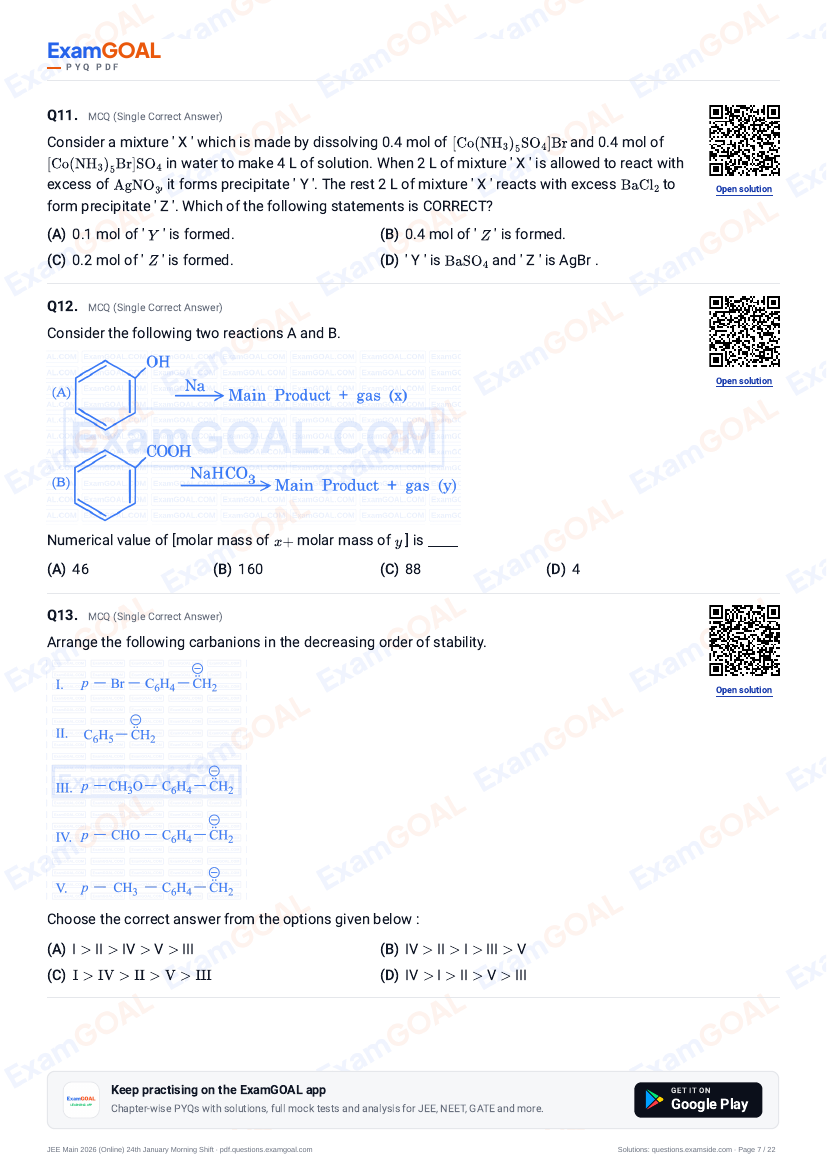 ExamGOAL
PYQ PDF
Q11. MCQ (Single Correct Answer)
Consider a mixture ' X ' which is made by dissolving 0.4 mol of [Co(NH₃)₅SO₄]Br and 0.4 mol of
[Co(NH₃)₅Br]SO₄ in water to make 4 L of solution. When 2 L of mixture ' X ' is allowed to react with
excess of AgNO₃, it forms precipitate ' Y '. The rest 2 L of mixture ' X ' reacts with excess BaCl₂ to
form precipitate ' Z '. Which of the following statements is CORRECT?
Open solution
(A) 0.1 mol of ' Y ' is formed. (B) 0.4 mol of ' Z ' is formed.
(C) 0.2 mol of ' Z ' is formed. (D) ' Y ' is BaSO₄ and ' Z ' is AgBr .
Q12. MCQ (Single Correct Answer)
Consider the following two reactions A and B.
Open solution
OH
(A) Na Main Product + gas (x)
ExamGOAL.COM
COOH
(B) NaHCO₃ Main Product + gas (y)
Numerical value of [molar mass of x+ molar mass of y ] is ____
(A) 46 (B) 160 (C) 88 (D) 4
Q13. MCQ (Single Correct Answer)
Arrange the following carbanions in the decreasing order of stability.
Open solution
I. p — Br — C₆H₄ — C̈H₂ ⊖
II. C₆H₅ — C̈H₂ ⊖
III. p — CH₃O — C₆H₄ — C̈H₂ ⊖
IV. p — CHO — C₆H₄ — C̈H₂ ⊖
V. p — CH₃ — C₆H₄ — C̈H₂ ⊖
Choose the correct answer from the options given below :
(A) I > II > IV > V > III (B) IV > II > I > III > V
(C) I > IV > II > V > III (D) IV > I > II > V > III
Keep practising on the ExamGOAL app
Chapter-wise PYQs with solutions, full mock tests and analysis for JEE, NEET, GATE and more.
GET IT ON
Google Play
JEE Main 2026 (Online) 24th January Morning Shift · pdf.questions.examgoal.com
Solutions: questions.examside.com · Page 7 / 22